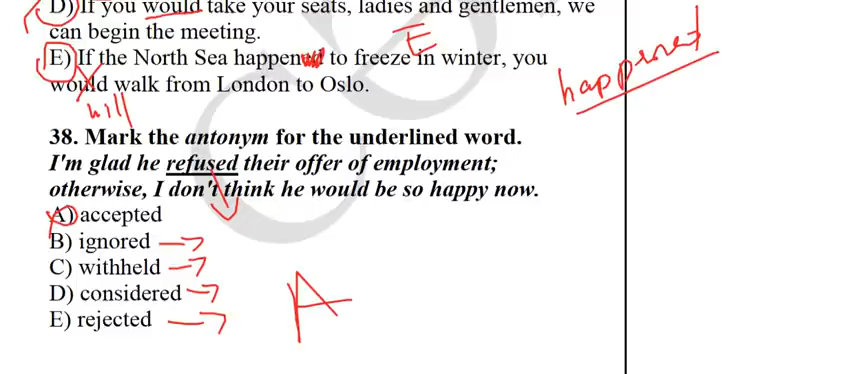 D) If you would take your seats, ladies and gentlemen, we
can begin the meeting.
E
E) If the North Sea happen to freeze in winter, you
happened
would walk from London to Oslo.
will
38. Mark the antonym for the underlined word.
I'm glad he refused their offer of employment;
otherwise, I don't think he would be so happy now.
A) accepted
B) ignored
C) withheld
D) considered
E) rejected
A